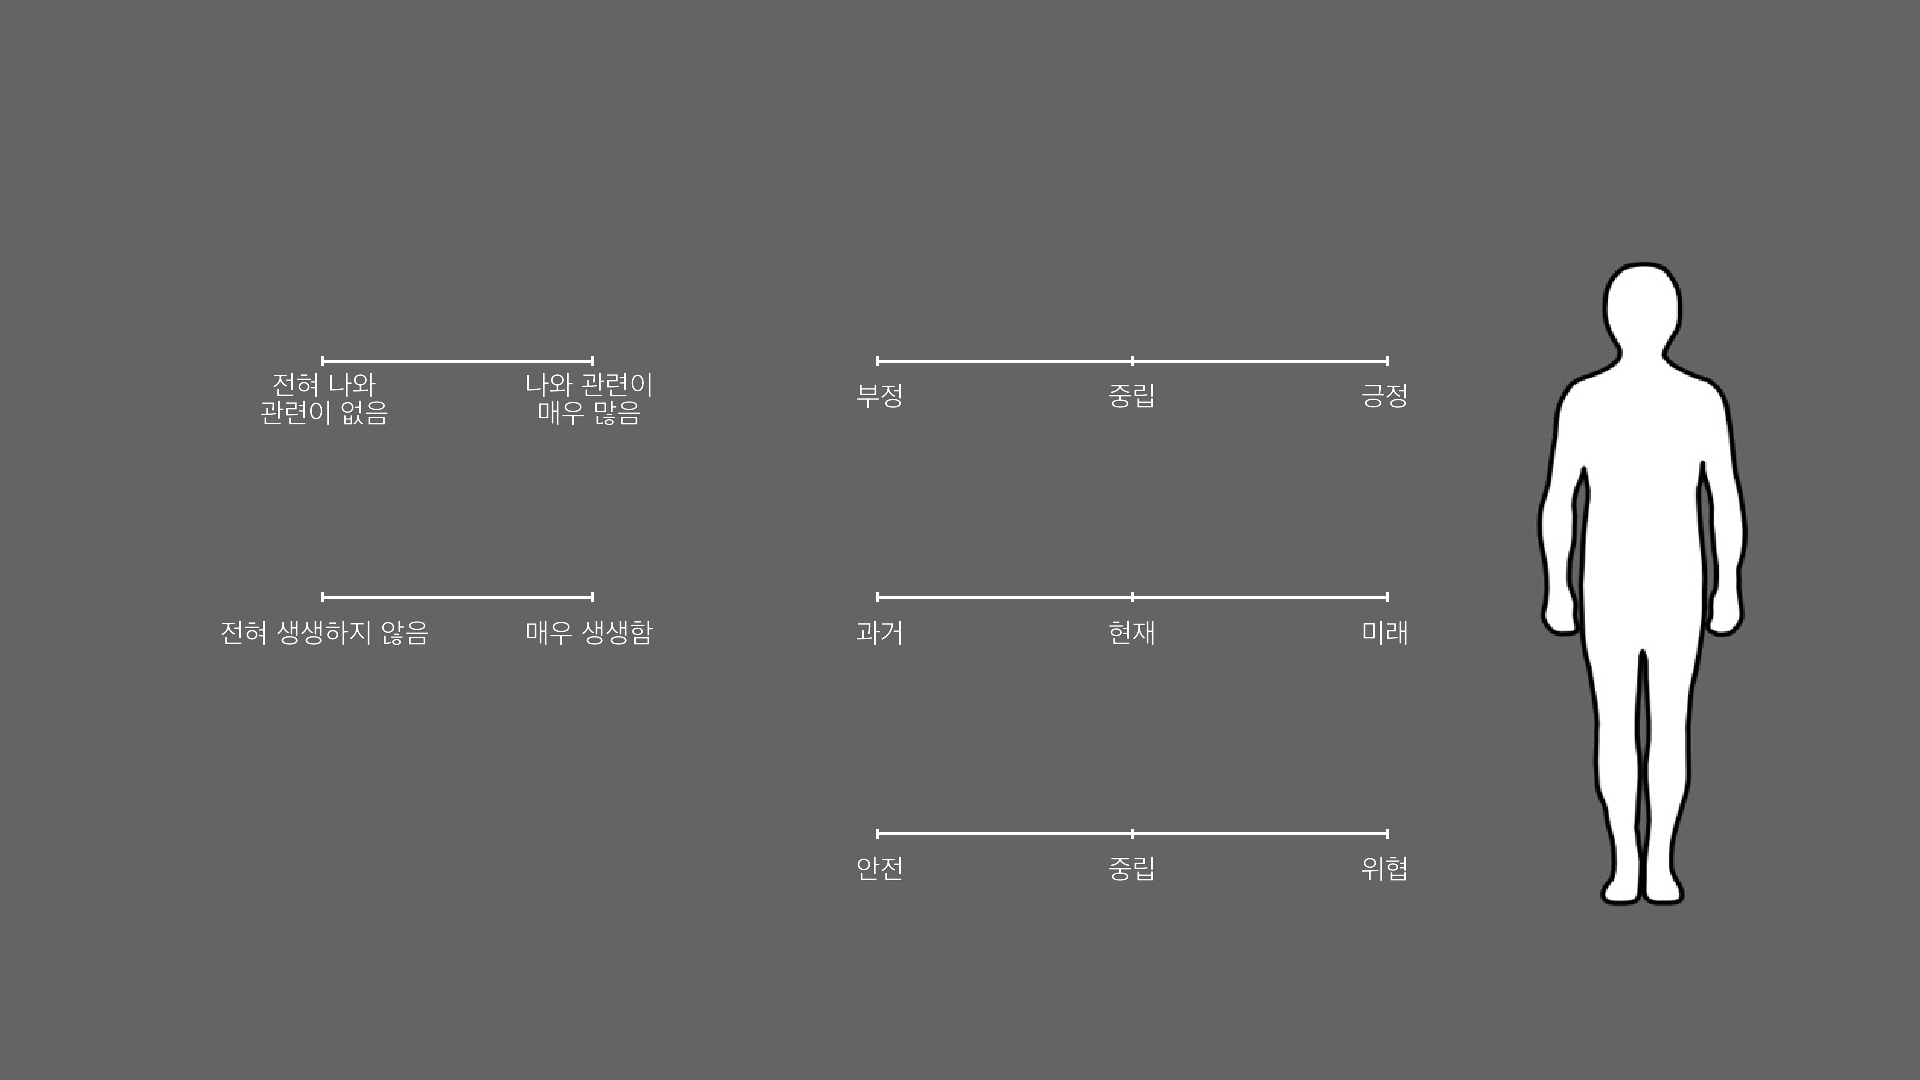 전혀 나와
관련이 없음
나와 관련이
매우 많음
부정
중립
긍정
전혀 생생하지 않음
매우 생생함
과거
현재
미래
안전
중립
위협